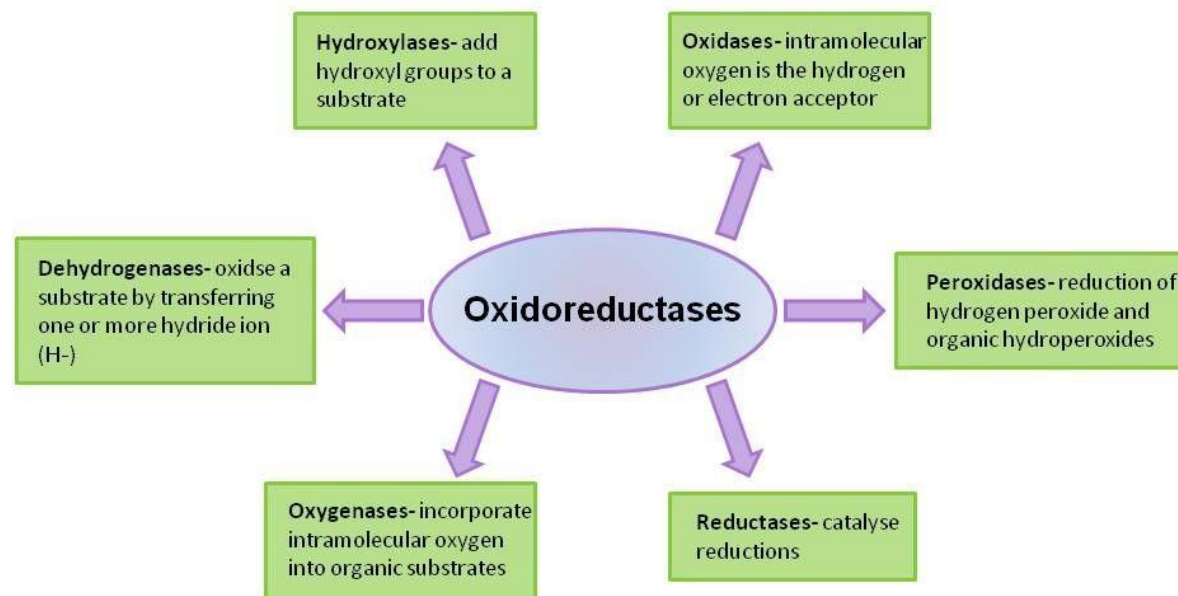 Hydroxylases- add
hydroxyl groups to a
substrate
Oxidases- intramolecular
oxygen is the hydrogen
or electron acceptor
Dehydrogenases- oxidse a
substrate by transferring
one or more hydride ion
(H-)
Oxidoreductases
Peroxidases- reduction of
hydrogen peroxide and
organic hydroperoxides
Oxygenases- incorporate
intramolecular oxygen
into organic substrates
Reductases- catalyse
reductions